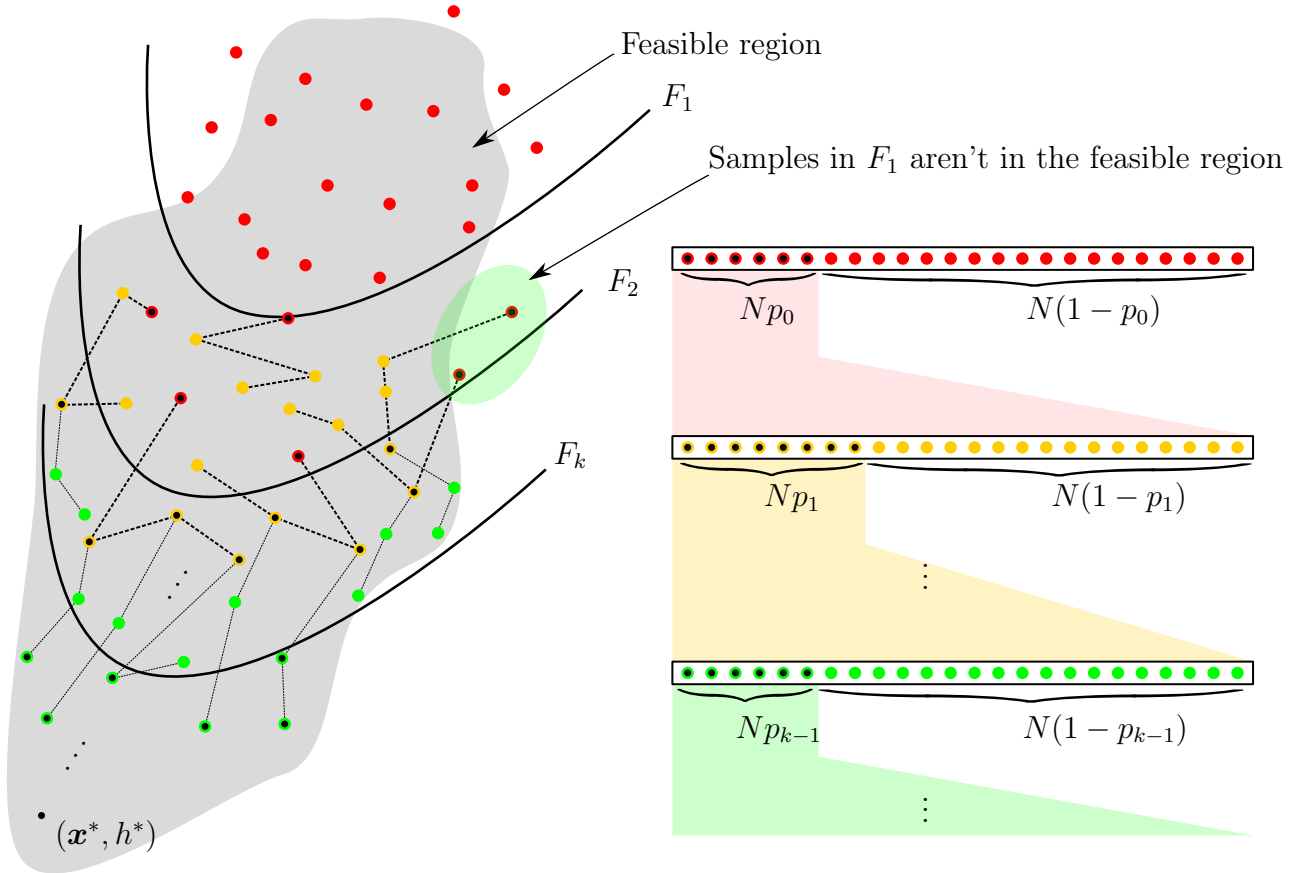 Feasible region
F₁
Samples in F₁ aren't in the feasible region
F₂
Np₀
N(1 − p₀)
Fₖ
Np₁
N(1 − p₁)
⋮
Npₖ₋₁
N(1 − pₖ₋₁)
⋮
(𝒙*, h*)